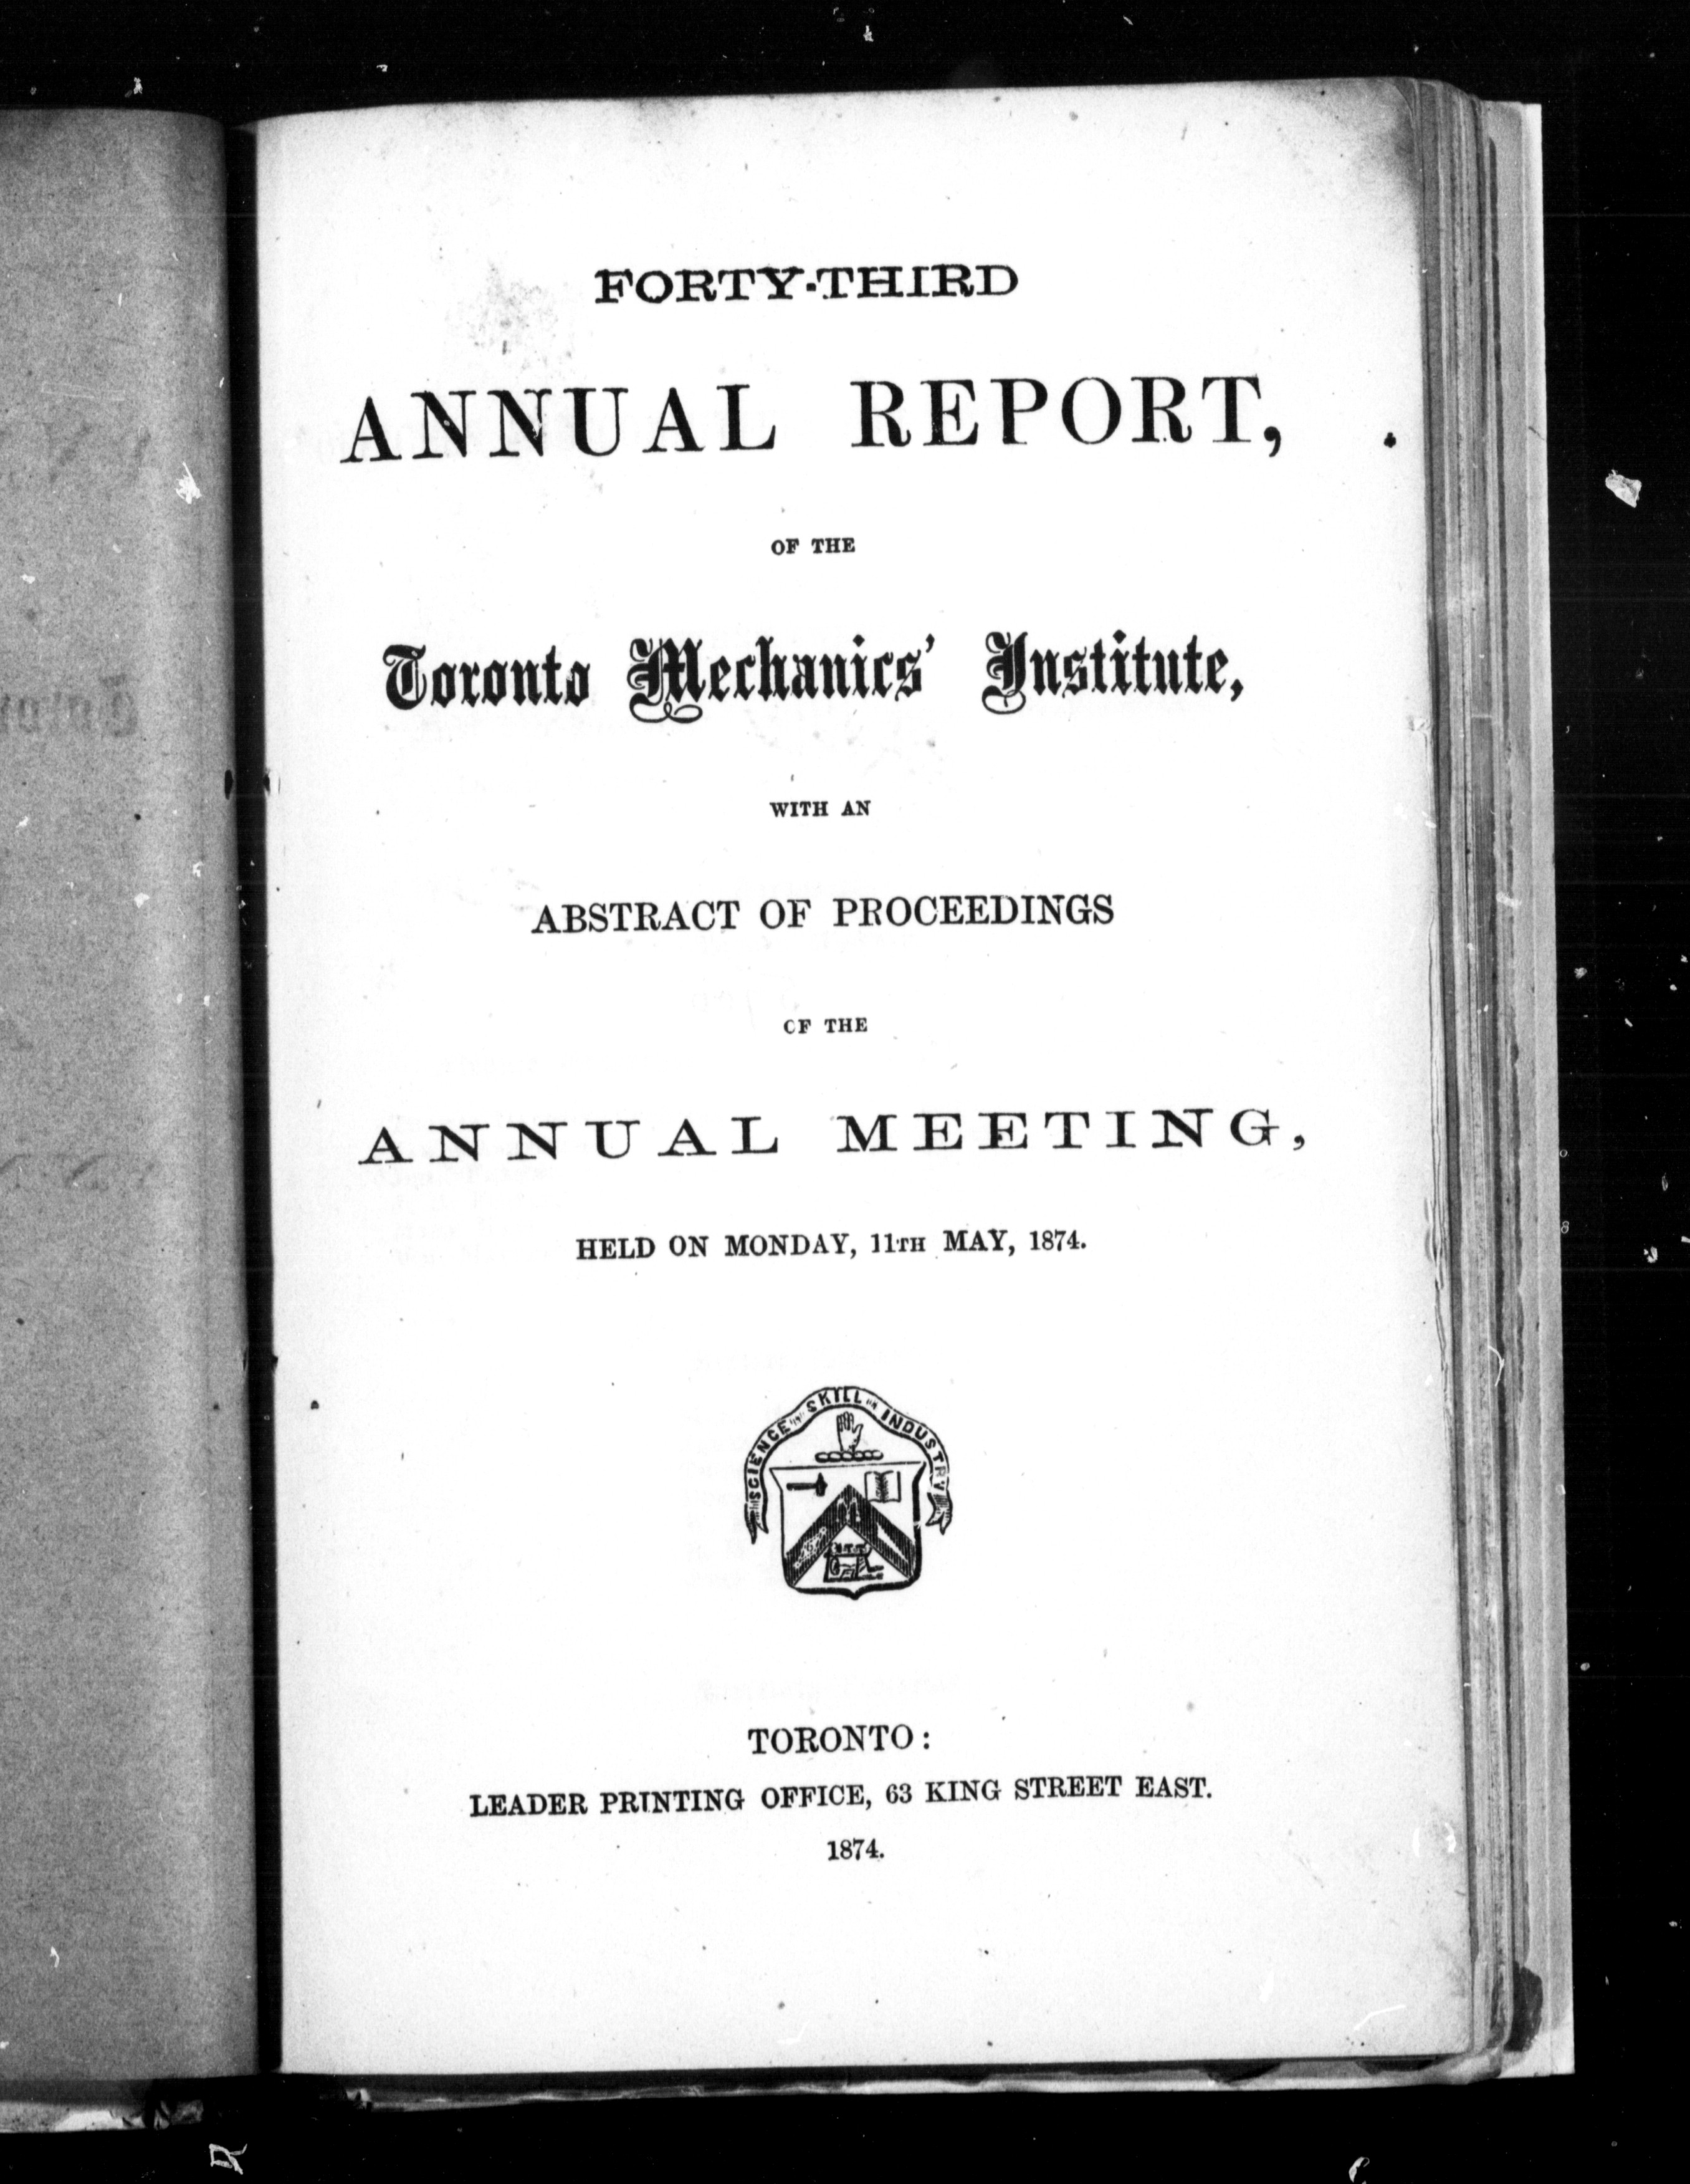 FORTY-THIRD
ANNUAL REPORT,
OF THE
Toronto Mechanics' Institute,
WITH AN
ABSTRACT OF PROCEEDINGS
OF THE
ANNUAL MEETING,
HELD ON MONDAY, 11TH MAY, 1874.
SCIENCE SKILL INDUSTRY
TORONTO:
LEADER PRINTING OFFICE, 63 KING STREET EAST.
1874.